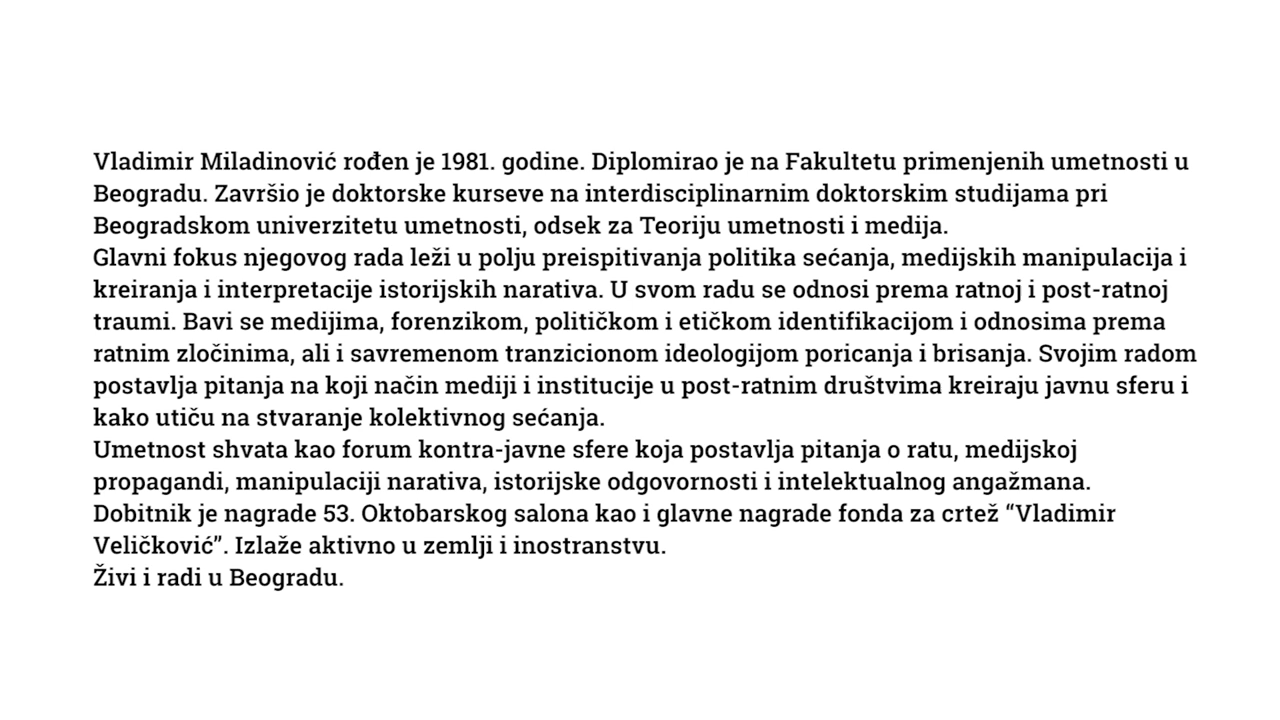 Vladimir Miladinović rođen je 1981. godine. Diplomirao je na Fakultetu primenjenih umetnosti u
Beogradu. Završio je doktorske kurseve na interdisciplinarnim doktorskim studijama pri
Beogradskom univerzitetu umetnosti, odsek za Teoriju umetnosti i medija.
Glavni fokus njegovog rada leži u polju preispitivanja politika sećanja, medijskih manipulacija i
kreiranja i interpretacije istorijskih narativa. U svom radu se odnosi prema ratnoj i post-ratnoj
traumi. Bavi se medijima, forenzikom, političkom i etičkom identifikacijom i odnosima prema
ratnim zločinima, ali i savremenom tranzicionom ideologijom poricanja i brisanja. Svojim radom
postavlja pitanja na koji način mediji i institucije u post-ratnim društvima kreiraju javnu sferu i
kako utiču na stvaranje kolektivnog sećanja.
Umetnost shvata kao forum kontra-javne sfere koja postavlja pitanja o ratu, medijskoj
propagandi, manipulaciji narativa, istorijske odgovornosti i intelektualnog angažmana.
Dobitnik je nagrade 53. Oktobarskog salona kao i glavne nagrade fonda za crtež “Vladimir
Veličković”. Izlaže aktivno u zemlji i inostranstvu.
Živi i radi u Beogradu.